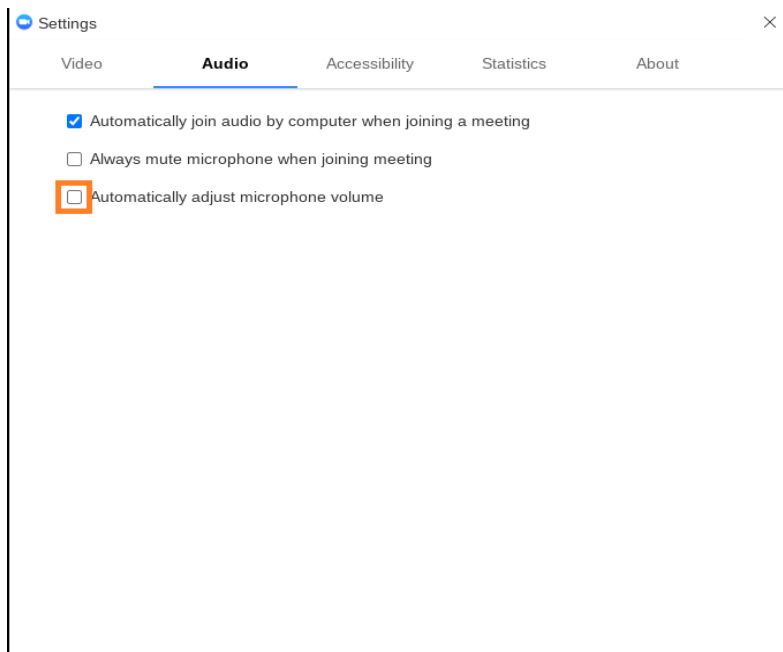 Settings
Video Audio Accessibility Statistics About
Automatically join audio by computer when joining a meeting
Always mute microphone when joining meeting
Automatically adjust microphone volume